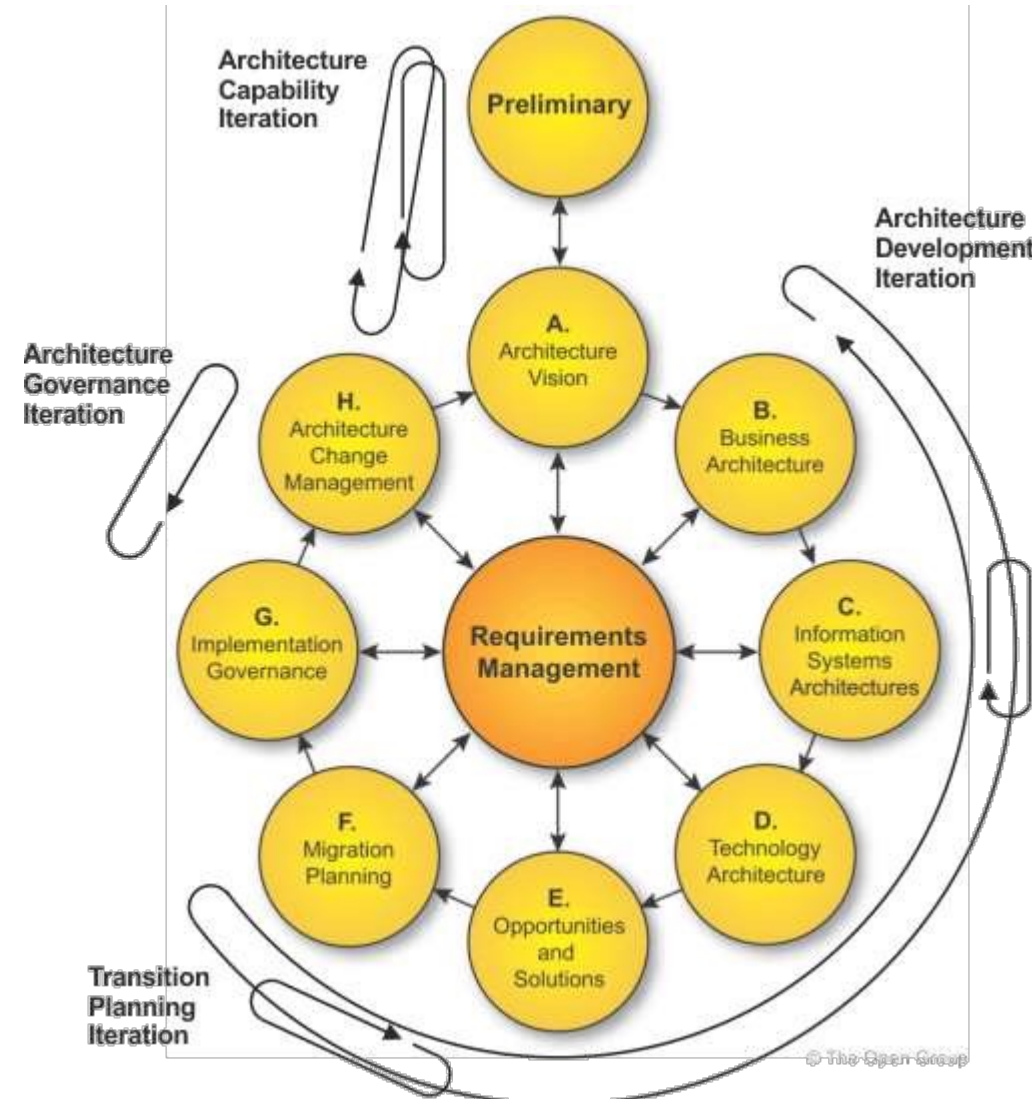 Architecture
Capability
Iteration
Preliminary
Architecture
Development
Iteration
A.
Architecture
Vision
Architecture
Governance
Iteration
H.
Architecture
Change
Management
B.
Business
Architecture
G.
Implementation
Governance
Requirements
Management
C.
Information
Systems
Architectures
F.
Migration
Planning
D.
Technology
Architecture
E.
Opportunities
and
Solutions
Transition
Planning
Iteration
© The Open Group